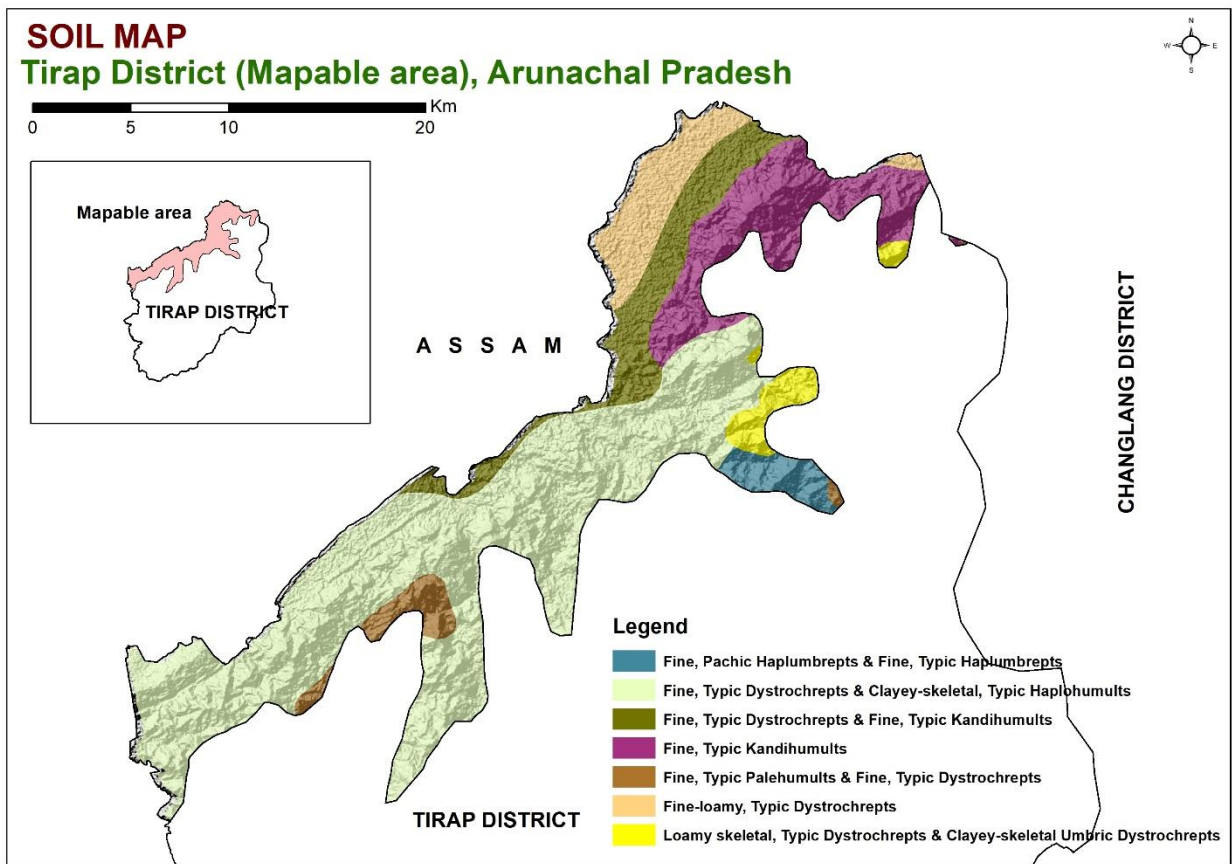 SOIL MAP
Tirap District (Mapable area), Arunachal Pradesh
N
W E
S
Km
0 5 10 20
Mapable area
TIRAP DISTRICT
A S S A M
CHANGLANG DISTRICT
Legend
Fine, Pachic Haplumbrepts & Fine, Typic Haplumbrepts
Fine, Typic Dystrochrepts & Clayey-skeletal, Typic Haplohumults
Fine, Typic Dystrochrepts & Fine, Typic Kandihumults
Fine, Typic Kandihumults
Fine, Typic Palehumults & Fine, Typic Dystrochrepts
Fine-loamy, Typic Dystrochrepts
Loamy skeletal, Typic Dystrochrepts & Clayey-skeletal Umbric Dystrochrepts
TIRAP DISTRICT